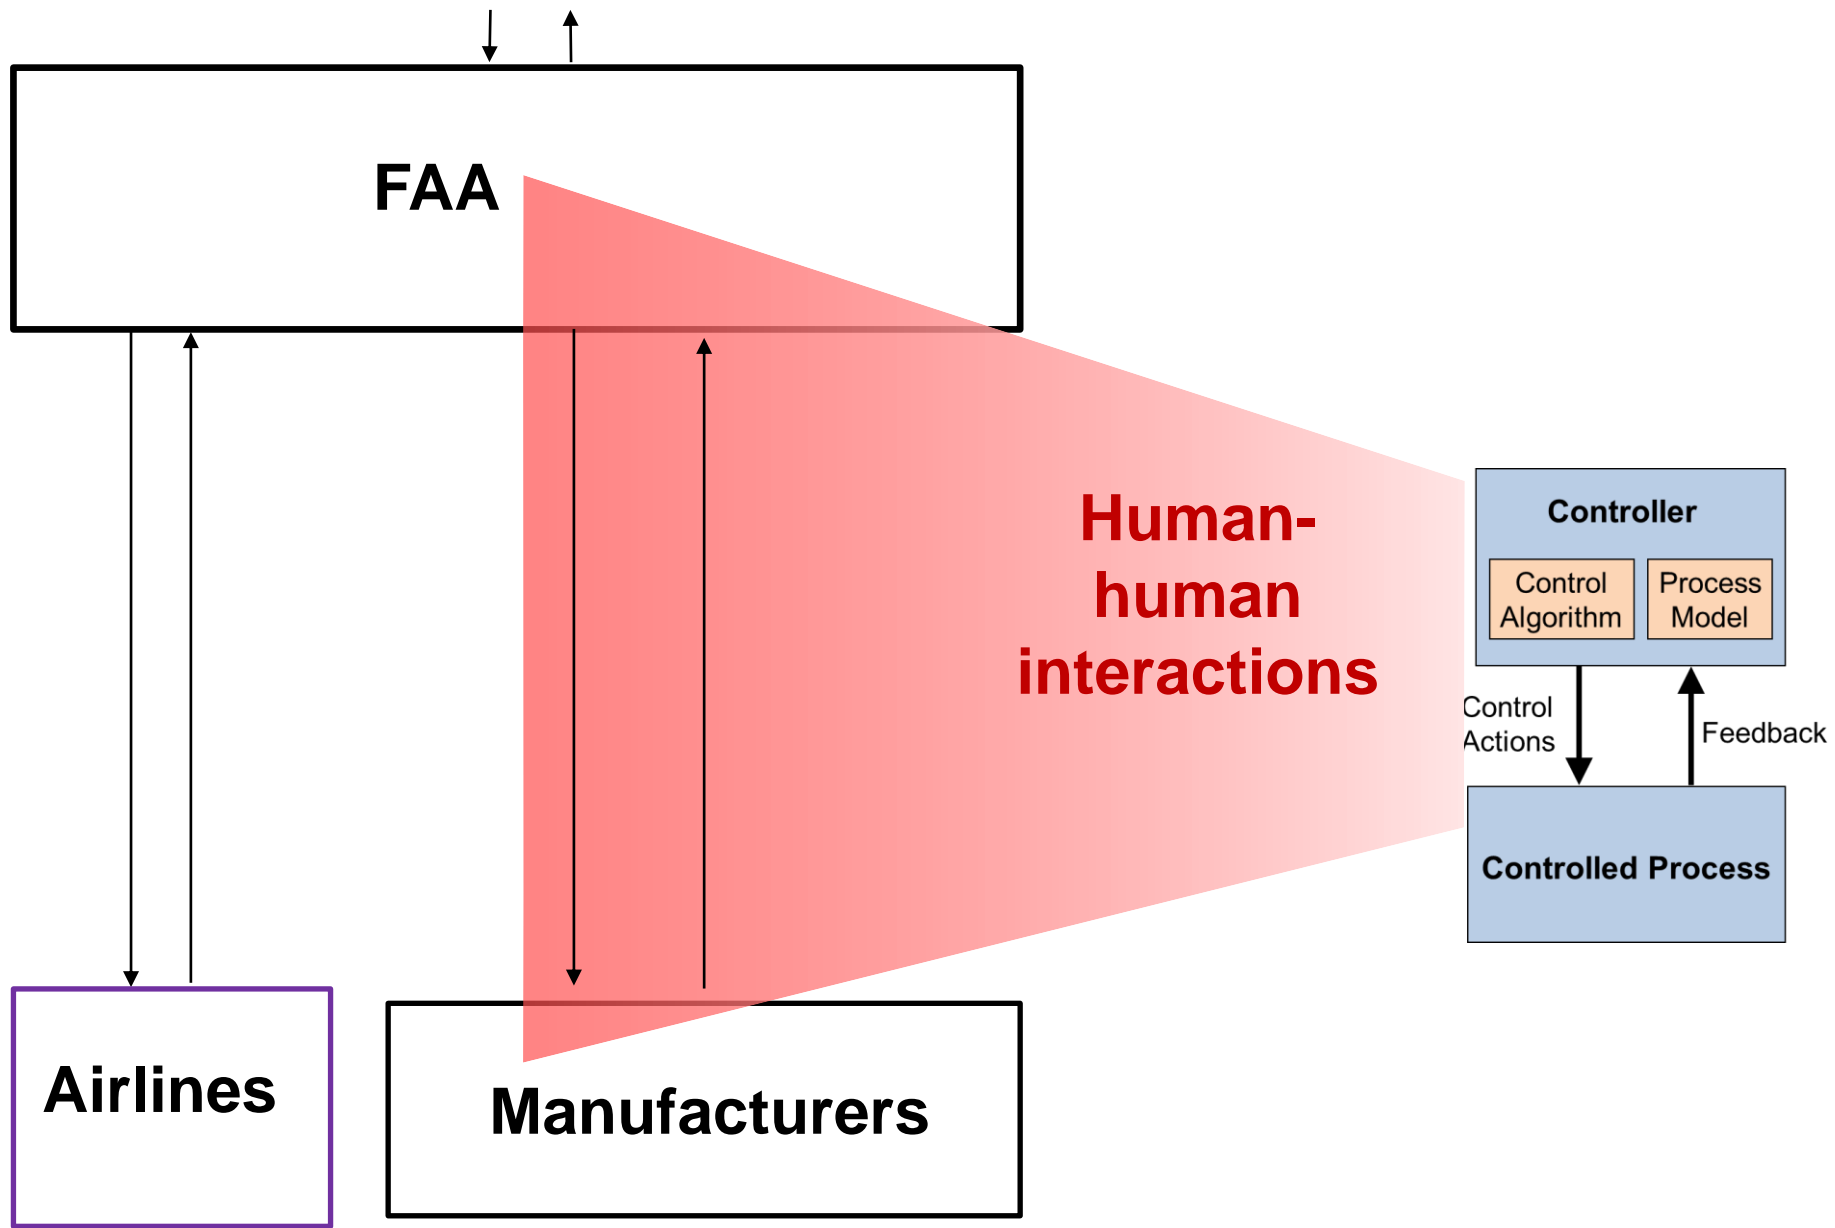 FAA
Human-
human
interactions
Controller
Control
Algorithm
Process
Model
Control
Actions
Feedback
Controlled Process
Airlines
Manufacturers